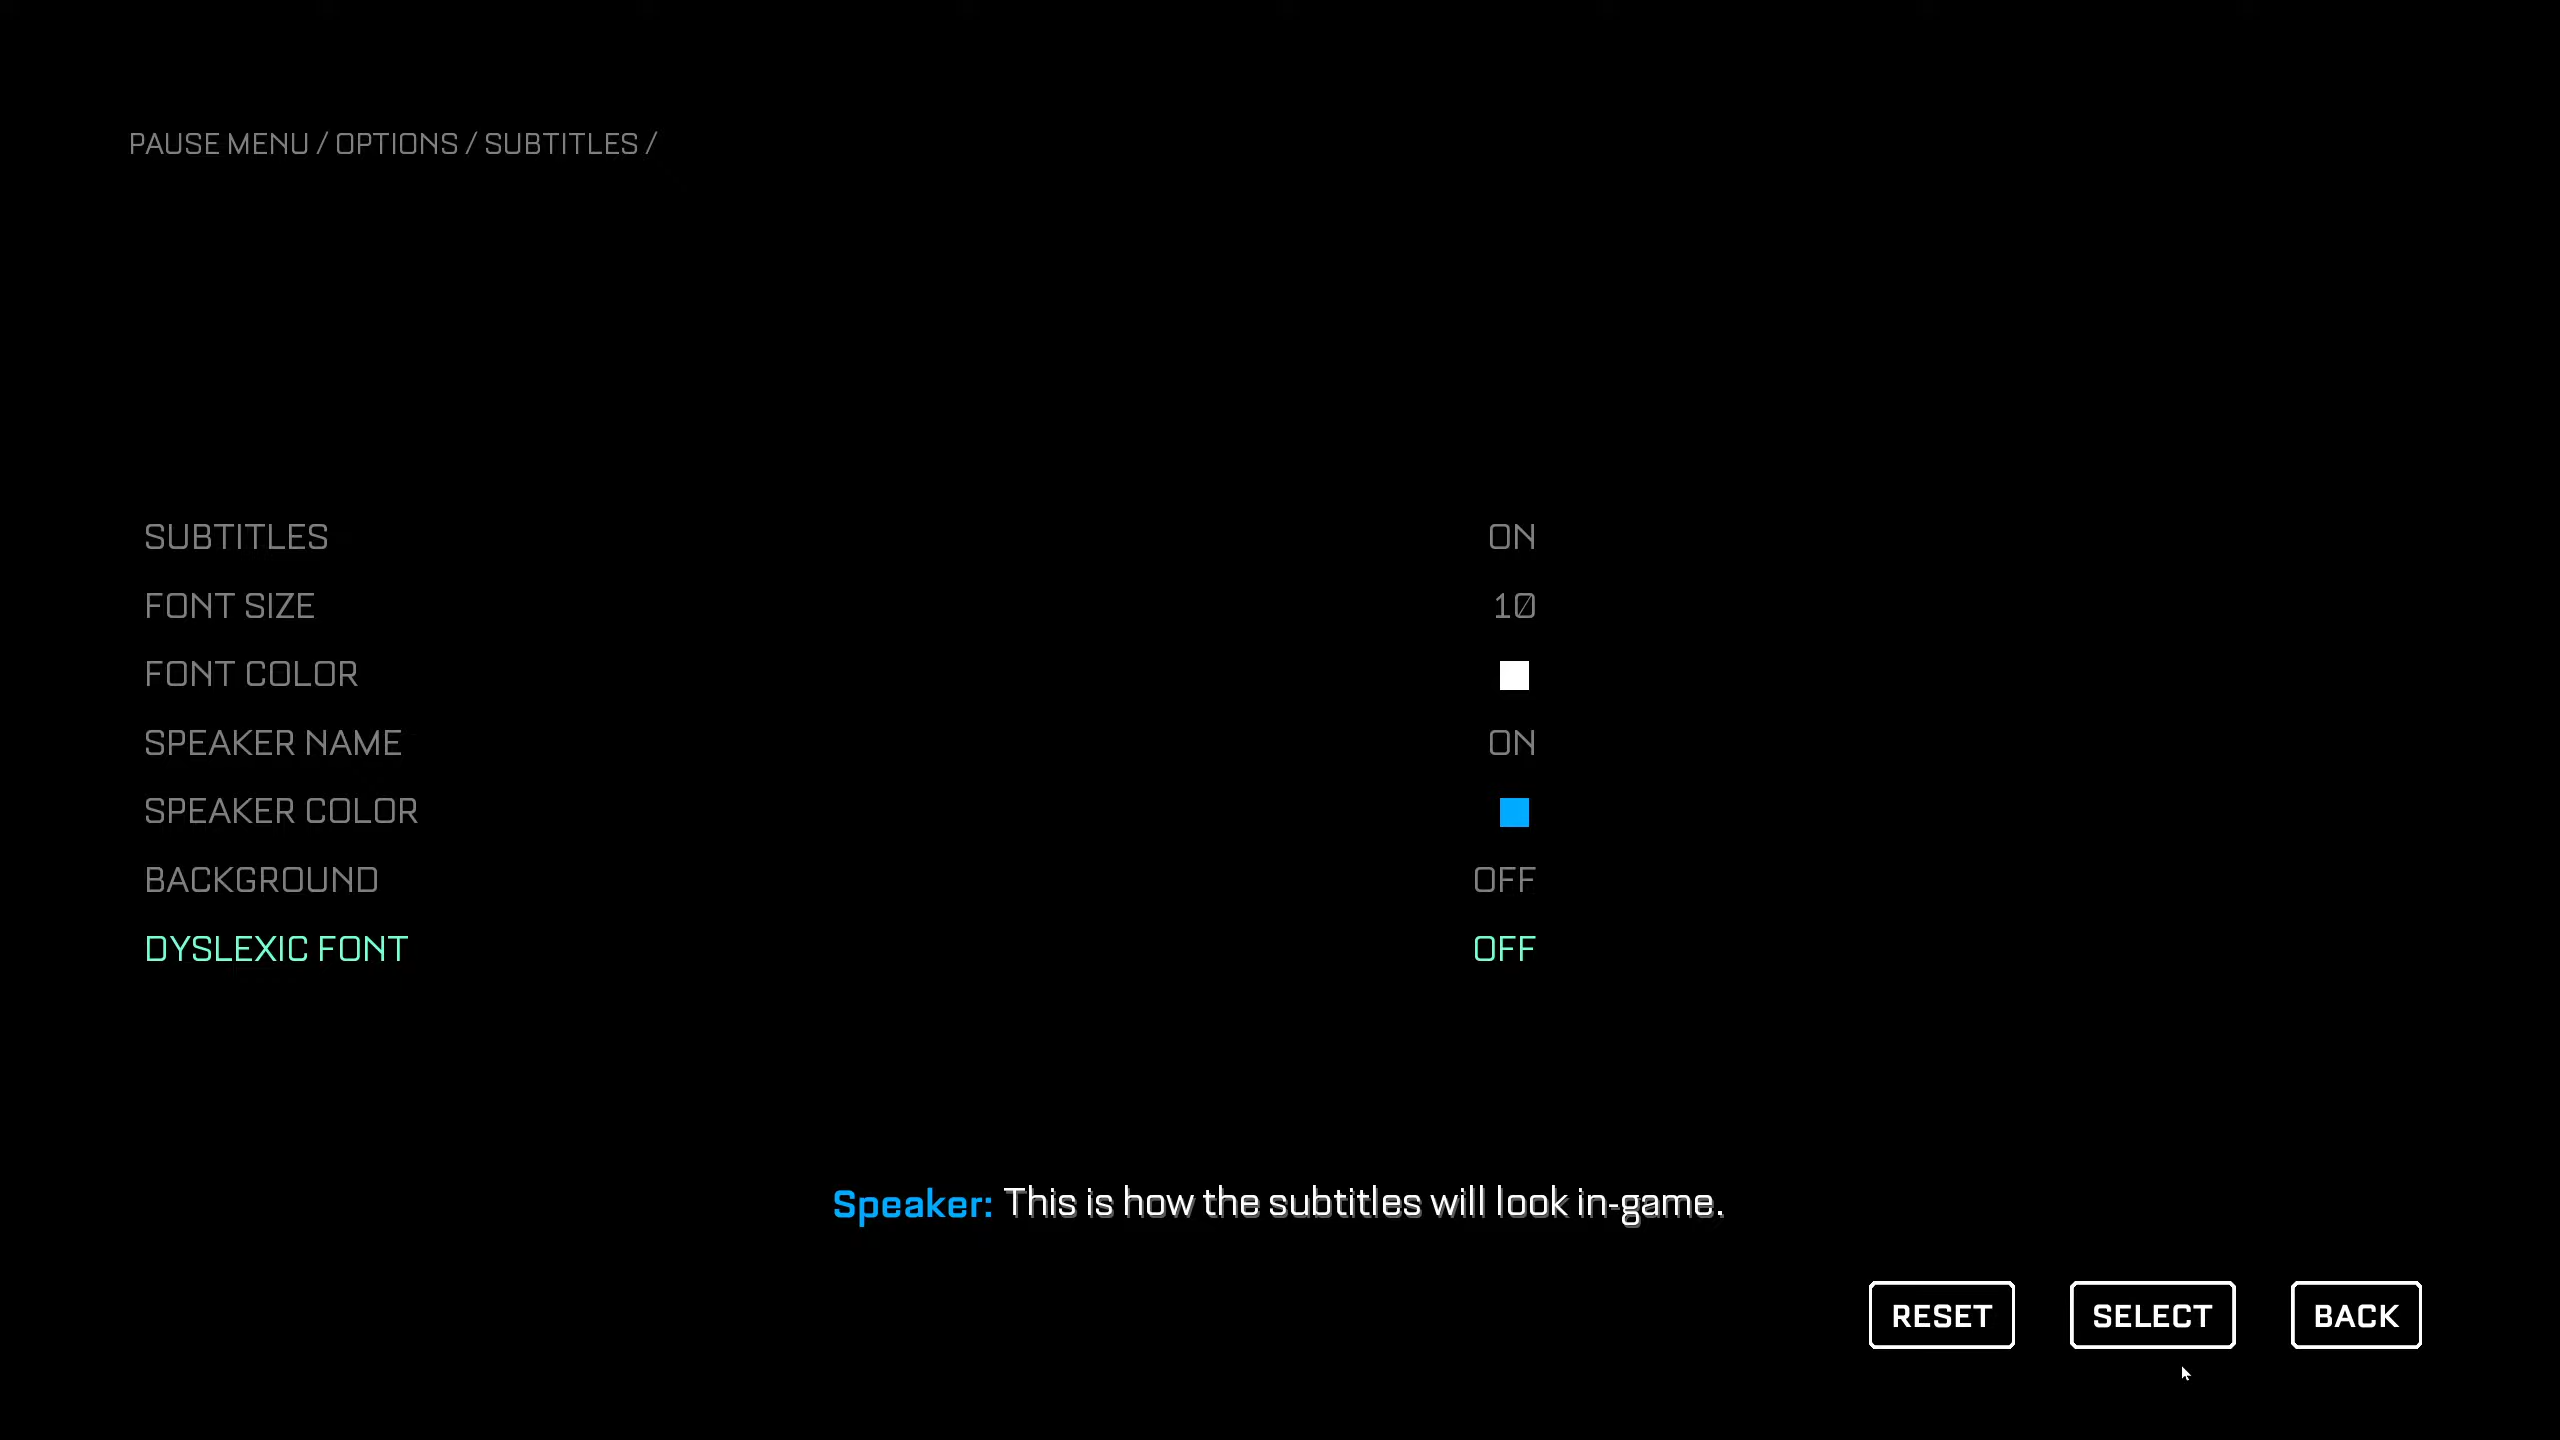 PAUSE MENU / OPTIONS / SUBTITLES /
SUBTITLES ON
FONT SIZE 10
FONT COLOR
SPEAKER NAME ON
SPEAKER COLOR
BACKGROUND OFF
DYSLEXIC FONT OFF
Speaker: This is how the subtitles will look in-game.
RESET SELECT BACK